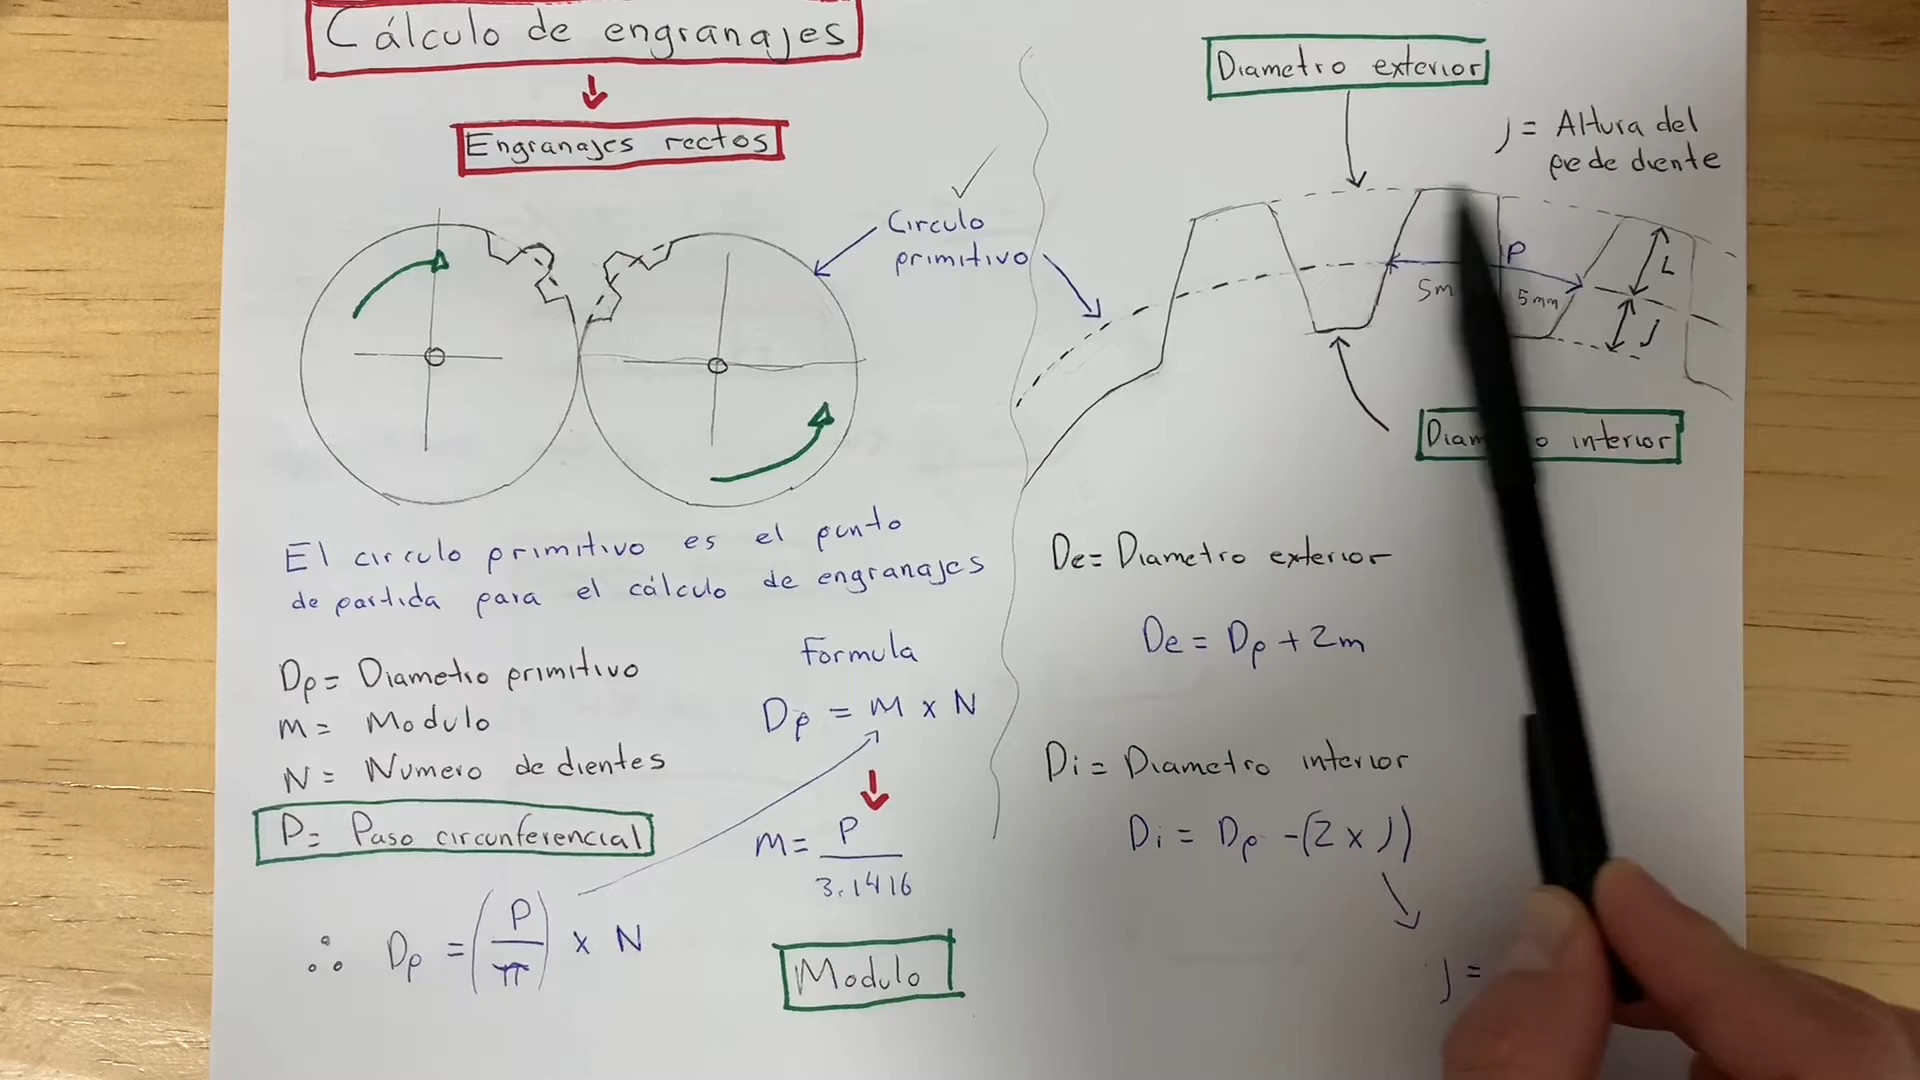 Cálculo de engranajes
Engranajes rectos
Circulo
primitivo
El circulo primitivo es el punto
de partida para el cálculo de engranajes
Dp= Diametro primitivo
m= Modulo
N= Numero de dientes
P= Paso circunferencial
∴ Dp = (P/π) x N
Formula
Dp = M x N
m= P
3.1416
Modulo
Diametro exterior
J= Altura del
pie de diente
P
L
5m
5mm
J
interior
De= Diametro exterior
De = Dp + 2m
Di= Diametro interior
Di = Dp -(2 x J)
J =